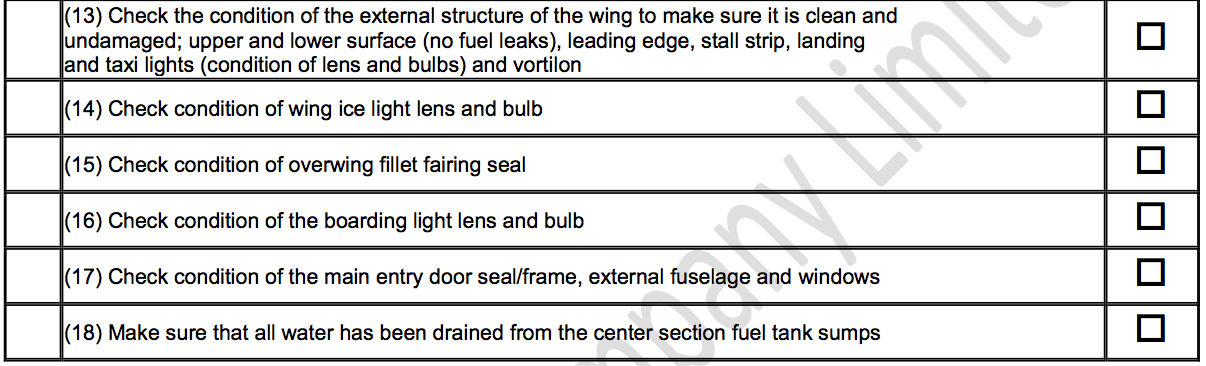 (13) Check the condition of the external structure of the wing to make sure it is clean and
undamaged; upper and lower surface (no fuel leaks), leading edge, stall strip, landing
and taxi lights (condition of lens and bulbs) and vortilon
(14) Check condition of wing ice light lens and bulb
(15) Check condition of overwing fillet fairing seal
(16) Check condition of the boarding light lens and bulb
(17) Check condition of the main entry door seal/frame, external fuselage and windows
(18) Make sure that all water has been drained from the center section fuel tank sumps